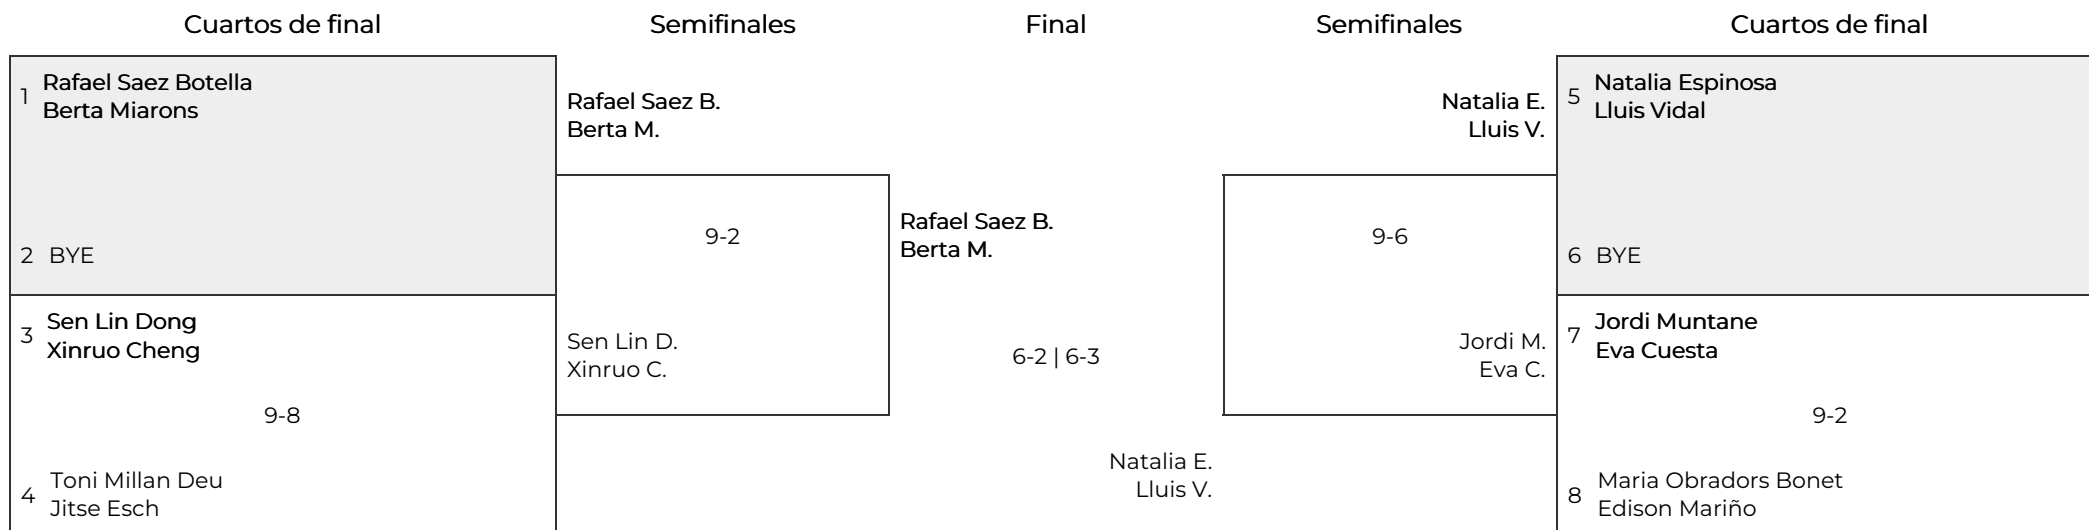 Cuartos de final
Semifinales
Final
Semifinales
Cuartos de final
1
Rafael Saez Botella
Berta Miarons
2 BYE
3
Sen Lin Dong
Xinruo Cheng
9-8
4
Toni Millan Deu
Jitse Esch
Rafael Saez B.
Berta M.
9-2
Sen Lin D.
Xinruo C.
Rafael Saez B.
Berta M.
6-2 | 6-3
Natalia E.
Lluis V.
Natalia E.
Lluis V.
9-6
Jordi M.
Eva C.
5
Natalia Espinosa
Lluis Vidal
6 BYE
7
Jordi Muntane
Eva Cuesta
9-2
8
Maria Obradors Bonet
Edison Mariño